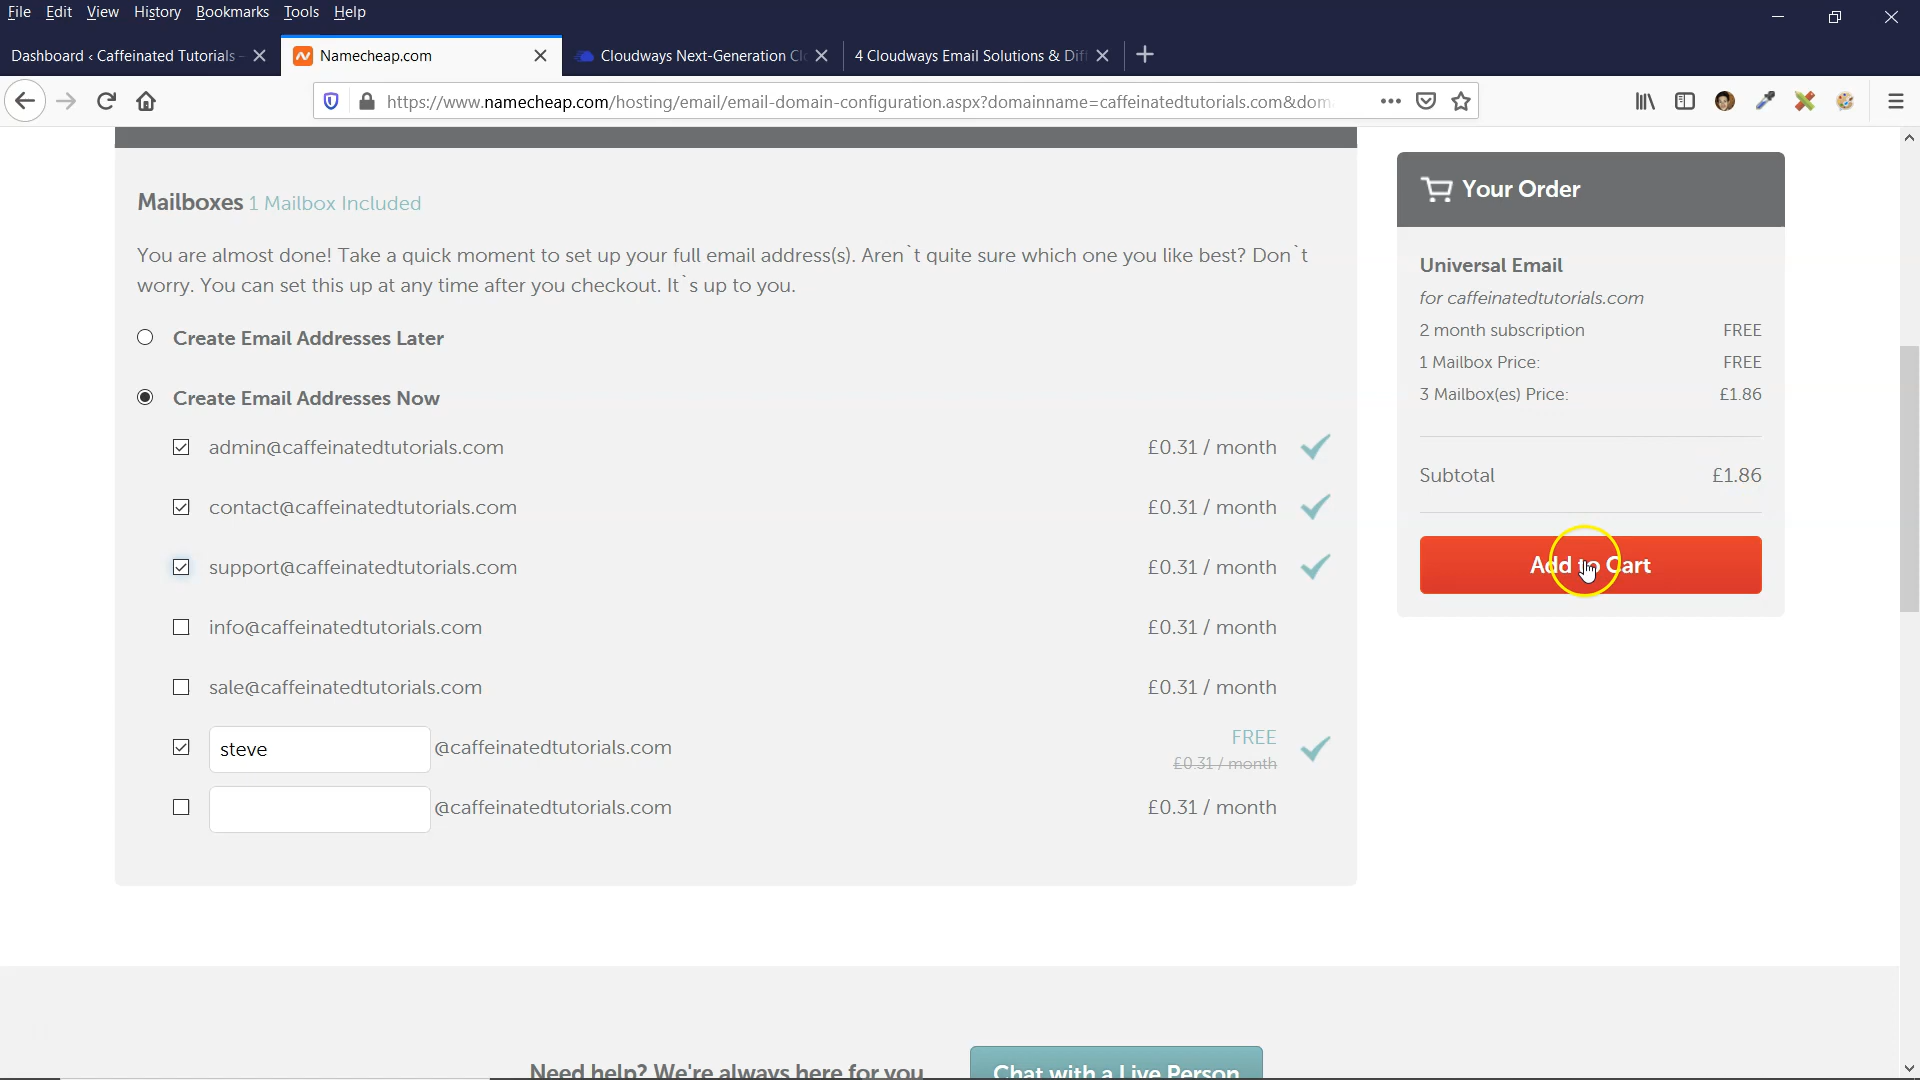 File Edit View History Bookmarks Tools Help
Dashboard ‹ Caffeinated Tutorials
Namecheap.com
Cloudways Next-Generation
4 Cloudways Email Solutions &
https://www.namecheap.com/hosting/email/email-domain-configuration.aspx?domainname=caffeinatedtutorials.com&dom
Mailboxes 1 Mailbox Included
You are almost done! Take a quick moment to set up your full email address(s). Aren`t quite sure which one you like best? Don`t
worry. You can set this up at any time after you checkout. It`s up to you.
Create Email Addresses Later
Create Email Addresses Now
admin@caffeinatedtutorials.com £0.31 / month
contact@caffeinatedtutorials.com £0.31 / month
support@caffeinatedtutorials.com £0.31 / month
info@caffeinatedtutorials.com £0.31 / month
sale@caffeinatedtutorials.com £0.31 / month
steve @caffeinatedtutorials.com FREE
£0.31 / month
@caffeinatedtutorials.com £0.31 / month
Your Order
Universal Email
for caffeinatedtutorials.com
2 month subscription FREE
1 Mailbox Price: FREE
3 Mailbox(es) Price: £1.86
Subtotal £1.86
Add to Cart
Need help? We're always here for you
Chat with a Live Person